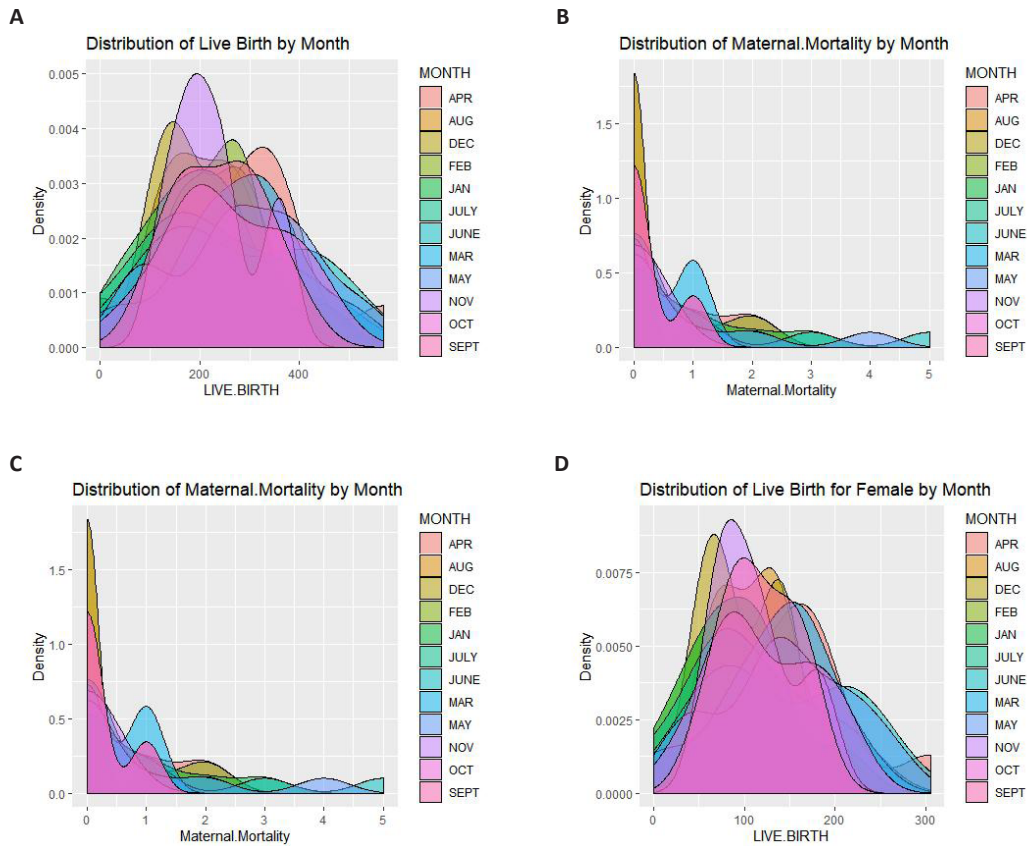 A
Distribution of Live Birth by Month
Density
0.005
0.004
0.003
0.002
0.001
0.000
0
200
400
LIVE.BIRTH
MONTH
APR
AUG
DEC
FEB
JAN
JULY
JUNE
MAR
MAY
NOV
OCT
SEPT
B
Distribution of Maternal.Mortality by Month
Density
1.5
1.0
0.5
0.0
0
1
2
3
4
5
Maternal.Mortality
MONTH
APR
AUG
DEC
FEB
JAN
JULY
JUNE
MAR
MAY
NOV
OCT
SEPT
C
Distribution of Maternal.Mortality by Month
Density
1.5
1.0
0.5
0.0
0
1
2
3
4
5
Maternal.Mortality
MONTH
APR
AUG
DEC
FEB
JAN
JULY
JUNE
MAR
MAY
NOV
OCT
SEPT
D
Distribution of Live Birth for Female by Month
Density
0.0075
0.0050
0.0025
0.0000
0
100
200
300
LIVE.BIRTH
MONTH
APR
AUG
DEC
FEB
JAN
JULY
JUNE
MAR
MAY
NOV
OCT
SEPT